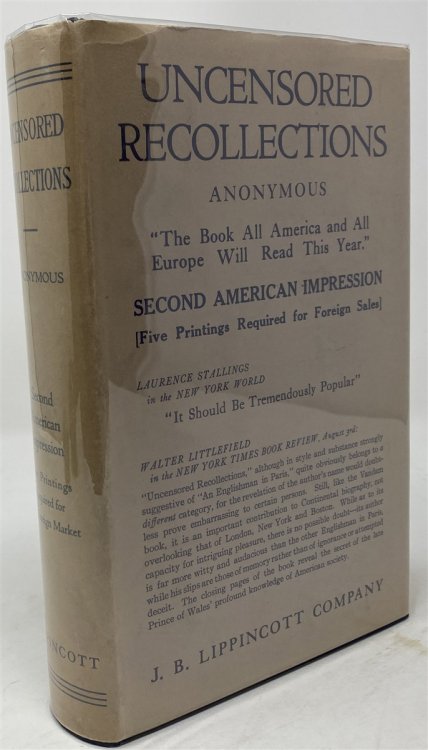 UNCENSORED
RECOLLECTIONS
ANONYMOUS
"The Book All America and All
Europe Will Read This Year."
SECOND AMERICAN IMPRESSION
[Five Printings Required for Foreign Sales]
LAURENCE STALLINGS
in the NEW YORK WORLD
"It Should Be Tremendously Popular"
WALTER LITTLEFIELD
in the NEW YORK TIMES BOOK REVIEW, August 3rd:
"Uncensored Recollections," although in style and substance strongly
suggestive of "An Englishman in Paris," quite obviously belongs to a
different category, for the revelation of the author's name would doubt-
less prove embarrassing to certain persons. Still, like the Vandam
book, it is an important contribution to Continental biography, not
overlooking that of London, New York and Boston. While as to its
capacity for intriguing pleasure, there is no possible doubt—its author
is far more witty and audacious than the other Englishman in Paris,
while his slips are those of memory rather than of ignorance or attempted
deceit. The closing pages of the book reveal the secret of the late
Prince of Wales' profound knowledge of American society.
J. B. LIPPINCOTT COMPANY
ENSORED
LLECTIONS
ONYMOUS
Second
merican
pression
Printings
uired for
ign Market
PINCOTT